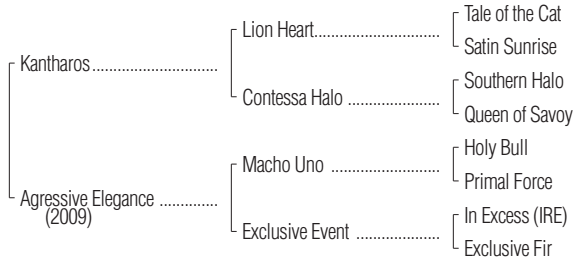 Tale of the Cat
Lion Heart
Satin Sunrise
Kantharos
Southern Halo
Contessa Halo
Queen of Savoy
Holy Bull
Macho Uno
Primal Force
Agressive Elegance
(2009)
In Excess (IRE)
Exclusive Event
Exclusive Fir